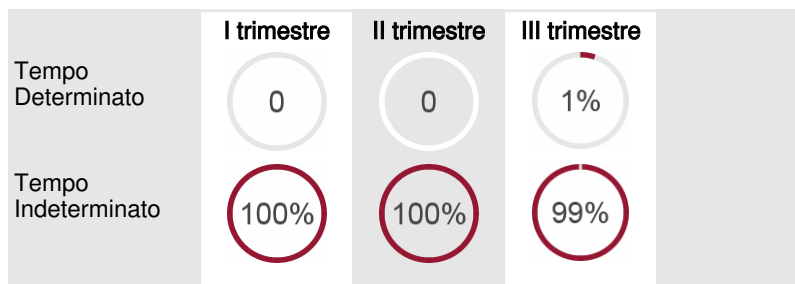 I trimestre II trimestre III trimestre
Tempo
Determinato
0 0 1%
Tempo
Indeterminato
100% 100% 99%